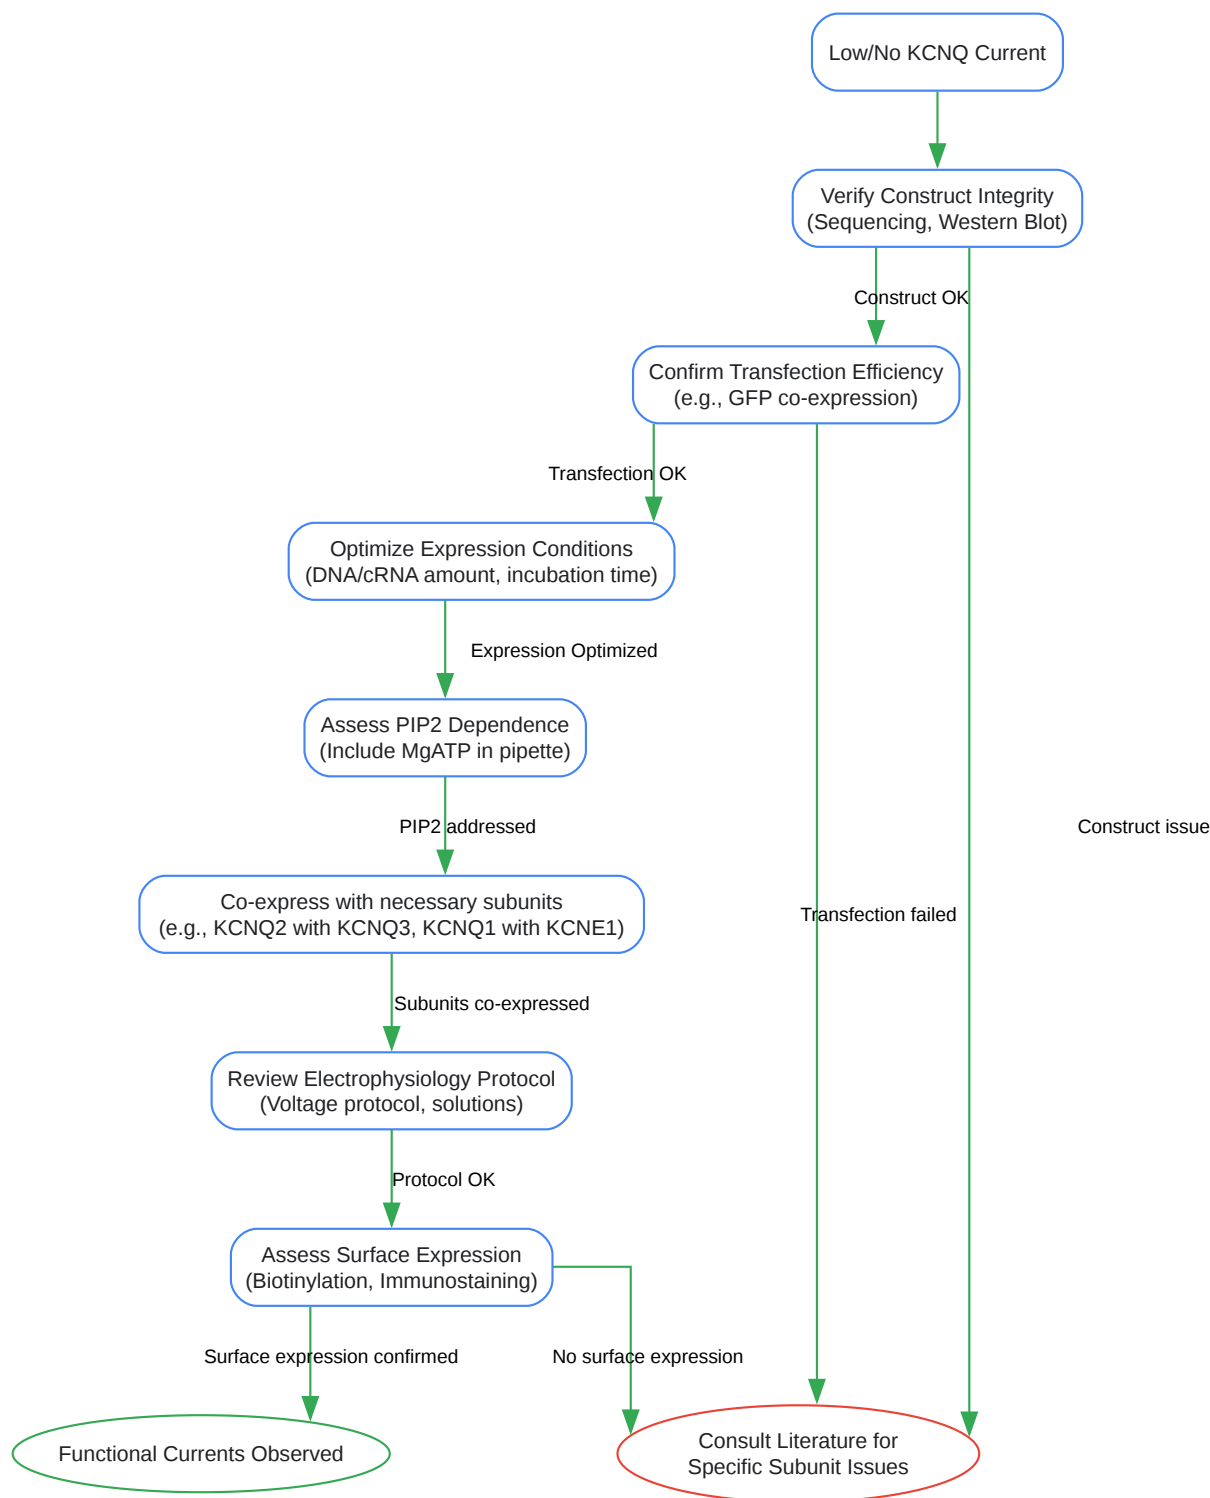 Low/No KCNQ Current
Verify Construct Integrity
(Sequencing, Western Blot)
Construct OK
Confirm Transfection Efficiency
(e.g., GFP co-expression)
Transfection OK
Optimize Expression Conditions
(DNA/cRNA amount, incubation time)
Expression Optimized
Assess PIP2 Dependence
(Include MgATP in pipette)
PIP2 addressed
Construct issue
Co-express with necessary subunits
(e.g., KCNQ2 with KCNQ3, KCNQ1 with KCNE1)
Transfection failed
Subunits co-expressed
Review Electrophysiology Protocol
(Voltage protocol, solutions)
Protocol OK
Assess Surface Expression
(Biotinylation, Immunostaining)
Surface expression confirmed
No surface expression
Functional Currents Observed
Consult Literature for
Specific Subunit Issues